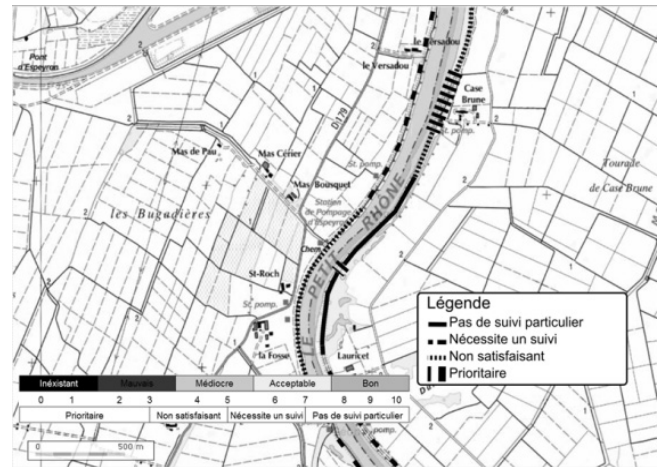 Pont
d'Espeyran
le Versadou
le Versadou
Case
Brune
St. pomp.
D 179
Mas de Pau
Mas Cérier
Mas Bousquet
St. pomp.
Tourade
de Case Brune
Station
de Pompage
d'Espeyran
les Bugadières
LE PETIT RHÔNE
St-Roch
St. pomp.
la Fosse
Lauricet
Légende
Pas de suivi particulier
Nécessite un suivi
Non satisfaisant
Prioritaire
Inéxistant Mauvais Médiocre Acceptable Bon
0 1 2 3 4 5 6 7 8 9 10
Prioritaire Non satisfaisant Nécessite un suivi Pas de suivi particulier
0 500 m
pomp.